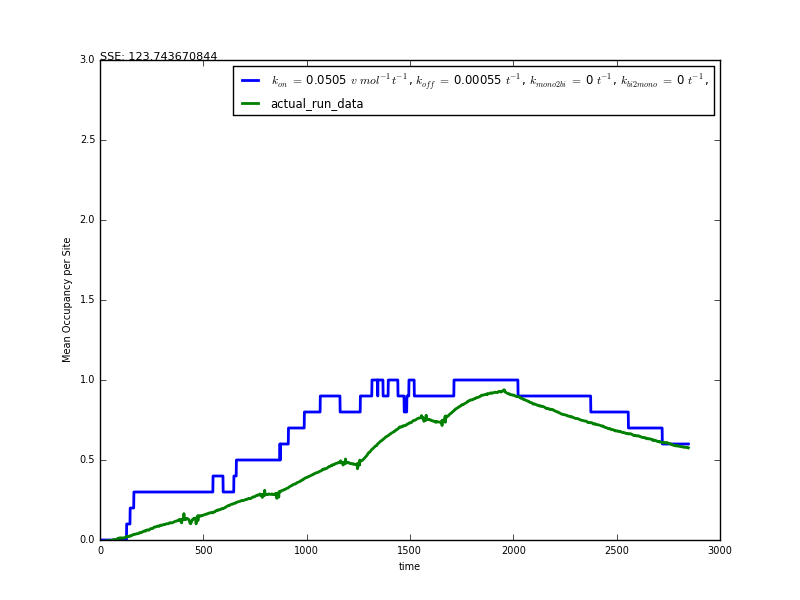 SSE: 123.743670844
k_on = 0.0505 v mol⁻¹t⁻¹, k_off = 0.00055 t⁻¹, k_mono2bi = 0 t⁻¹, k_bi2mono = 0 t⁻¹,
actual_run_data
3.0
2.5
2.0
1.5
1.0
0.5
0.0
Mean Occupancy per Site
0 500 1000 1500 2000 2500 3000
time